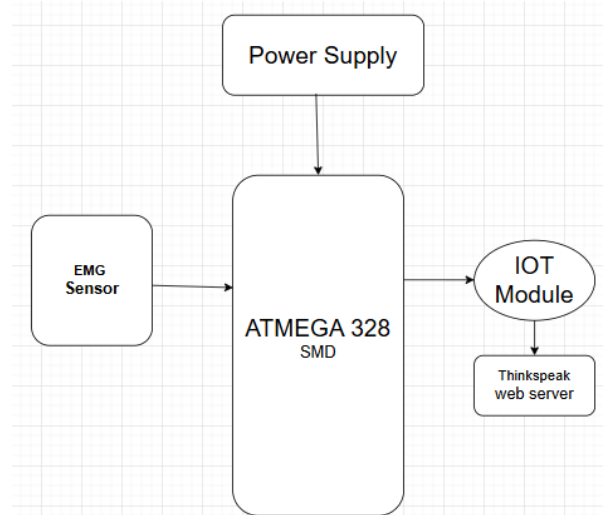 Power Supply
EMG
Sensor
ATMEGA 328
SMD
IOT
Module
Thinkspeak
web server